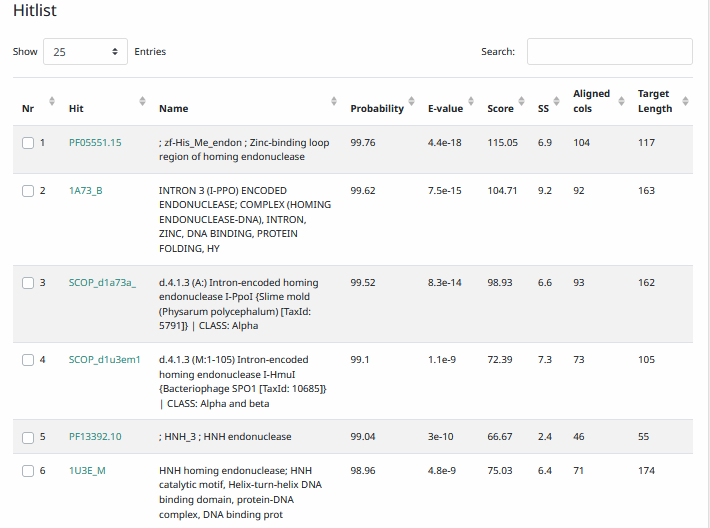 Hitlist
Show 25 Entries Search:
Nr Hit Name Probability E-value Score SS Aligned cols Target Length
1 PF05551.15 ; zf-His_Me_endon ; Zinc-binding loop 99.76 4.4e-18 115.05 6.9 104 117
region of homing endonuclease
2 1A73_B INTRON 3 (I-PPO) ENCODED 99.62 7.5e-15 104.71 9.2 92 163
ENDONUCLEASE; COMPLEX (HOMING
ENDONUCLEASE-DNA), INTRON,
ZINC, DNA BINDING, PROTEIN
FOLDING, HY
3 SCOP_d1a73a_ d.4.1.3 (A:) Intron-encoded homing 99.52 8.3e-14 98.93 6.6 93 162
endonuclease I-PpoI {Slime mold
(Physarum polycephalum) [TaxId:
5791]} | CLASS: Alpha
4 SCOP_d1u3em1 d.4.1.3 (M:1-105) Intron-encoded 99.1 1.1e-9 72.39 7.3 73 105
homing endonuclease I-HmuI
{Bacteriophage SPO1 [TaxId: 10685]}
| CLASS: Alpha and beta
5 PF13392.10 ; HNH_3 ; HNH endonuclease 99.04 3e-10 66.67 2.4 46 55
6 1U3E_M HNH homing endonuclease; HNH 98.96 4.8e-9 75.03 6.4 71 174
catalytic motif, Helix-turn-helix DNA
binding domain, protein-DNA
complex, DNA binding prot